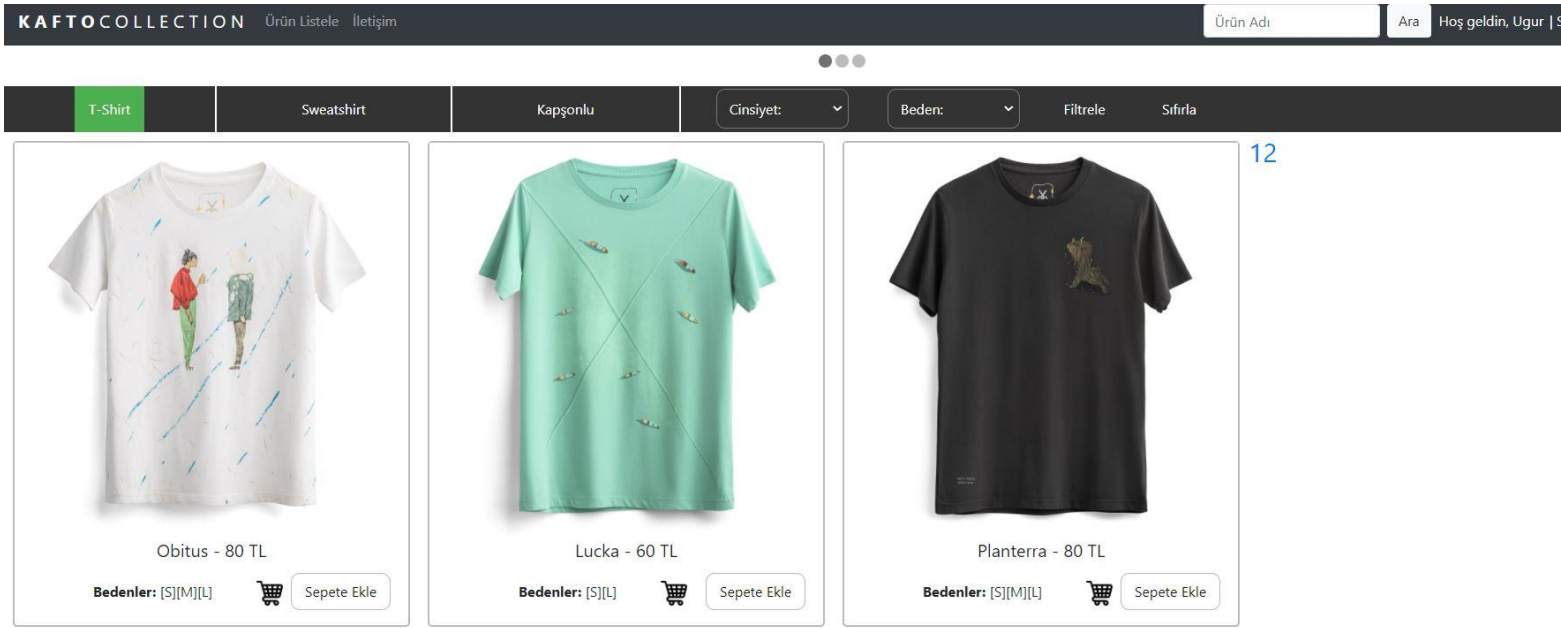 KAFTOCOLLECTION Ürün Listele İletişim Ürün Adı Ara Hoş geldin, Ugur |
T-Shirt Sweatshirt Kapşonlu Cinsiyet: Beden: Filtrele Sıfırla
12
Obitus - 80 TL
Bedenler: [S][M][L] Sepete Ekle
Lucka - 60 TL
Bedenler: [S][L] Sepete Ekle
Planterra - 80 TL
Bedenler: [S][M][L] Sepete Ekle